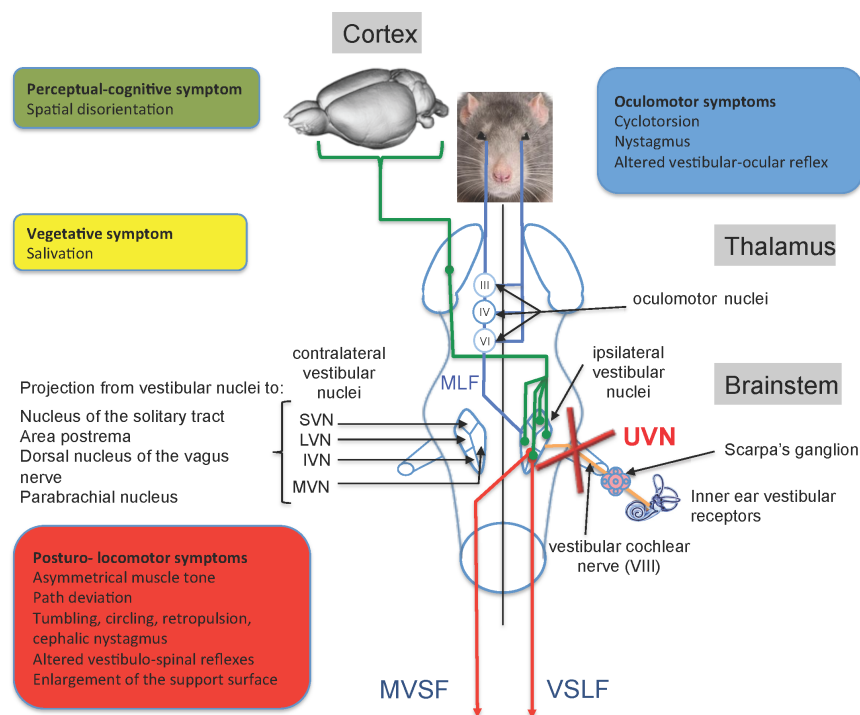 Cortex
Perceptual-cognitive symptom
Spatial disorientation
Oculomotor symptoms
Cyclotorsion
Nystagmus
Altered vestibular-ocular reflex
Vegetative symptom
Salivation
Thalamus
III
IV
VI
oculomotor nuclei
contralateral
vestibular
nuclei
MLF
ipsilateral
vestibular
nuclei
Brainstem
Projection from vestibular nuclei to:
Nucleus of the solitary tract
Area postrema
Dorsal nucleus of the vagus
nerve
Parabrachial nucleus
SVN
LVN
IVN
MVN
UVN
Scarpa's ganglion
Inner ear vestibular
receptors
vestibular cochlear
nerve (VIII)
Posturo- locomotor symptoms
Asymmetrical muscle tone
Path deviation
Tumbling, circling, retropulsion,
cephalic nystagmus
Altered vestibulo-spinal reflexes
Enlargement of the support surface
MVSF
VSLF